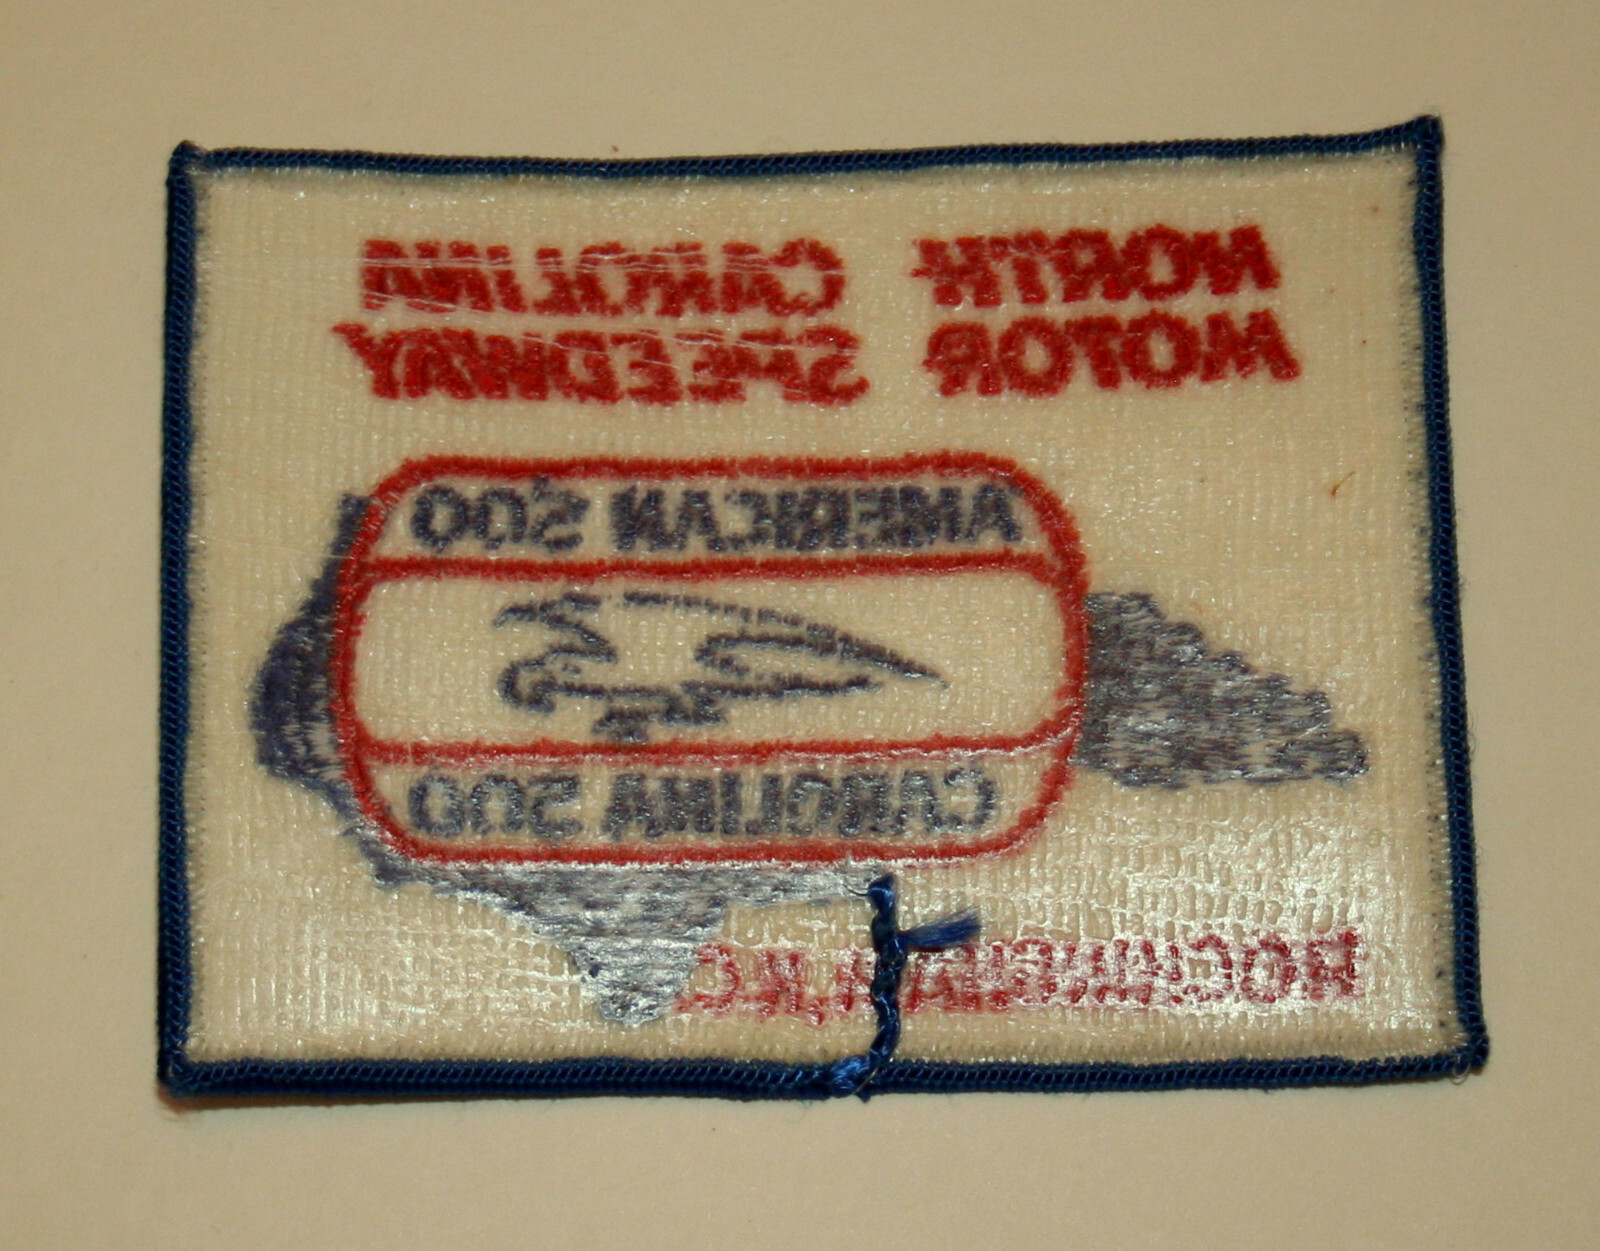 NORTH CAROLINA
MOTOR SPEEDWAY
AMERICAN 500
CAROLINA 500
ROCKINGHAM, N.C.